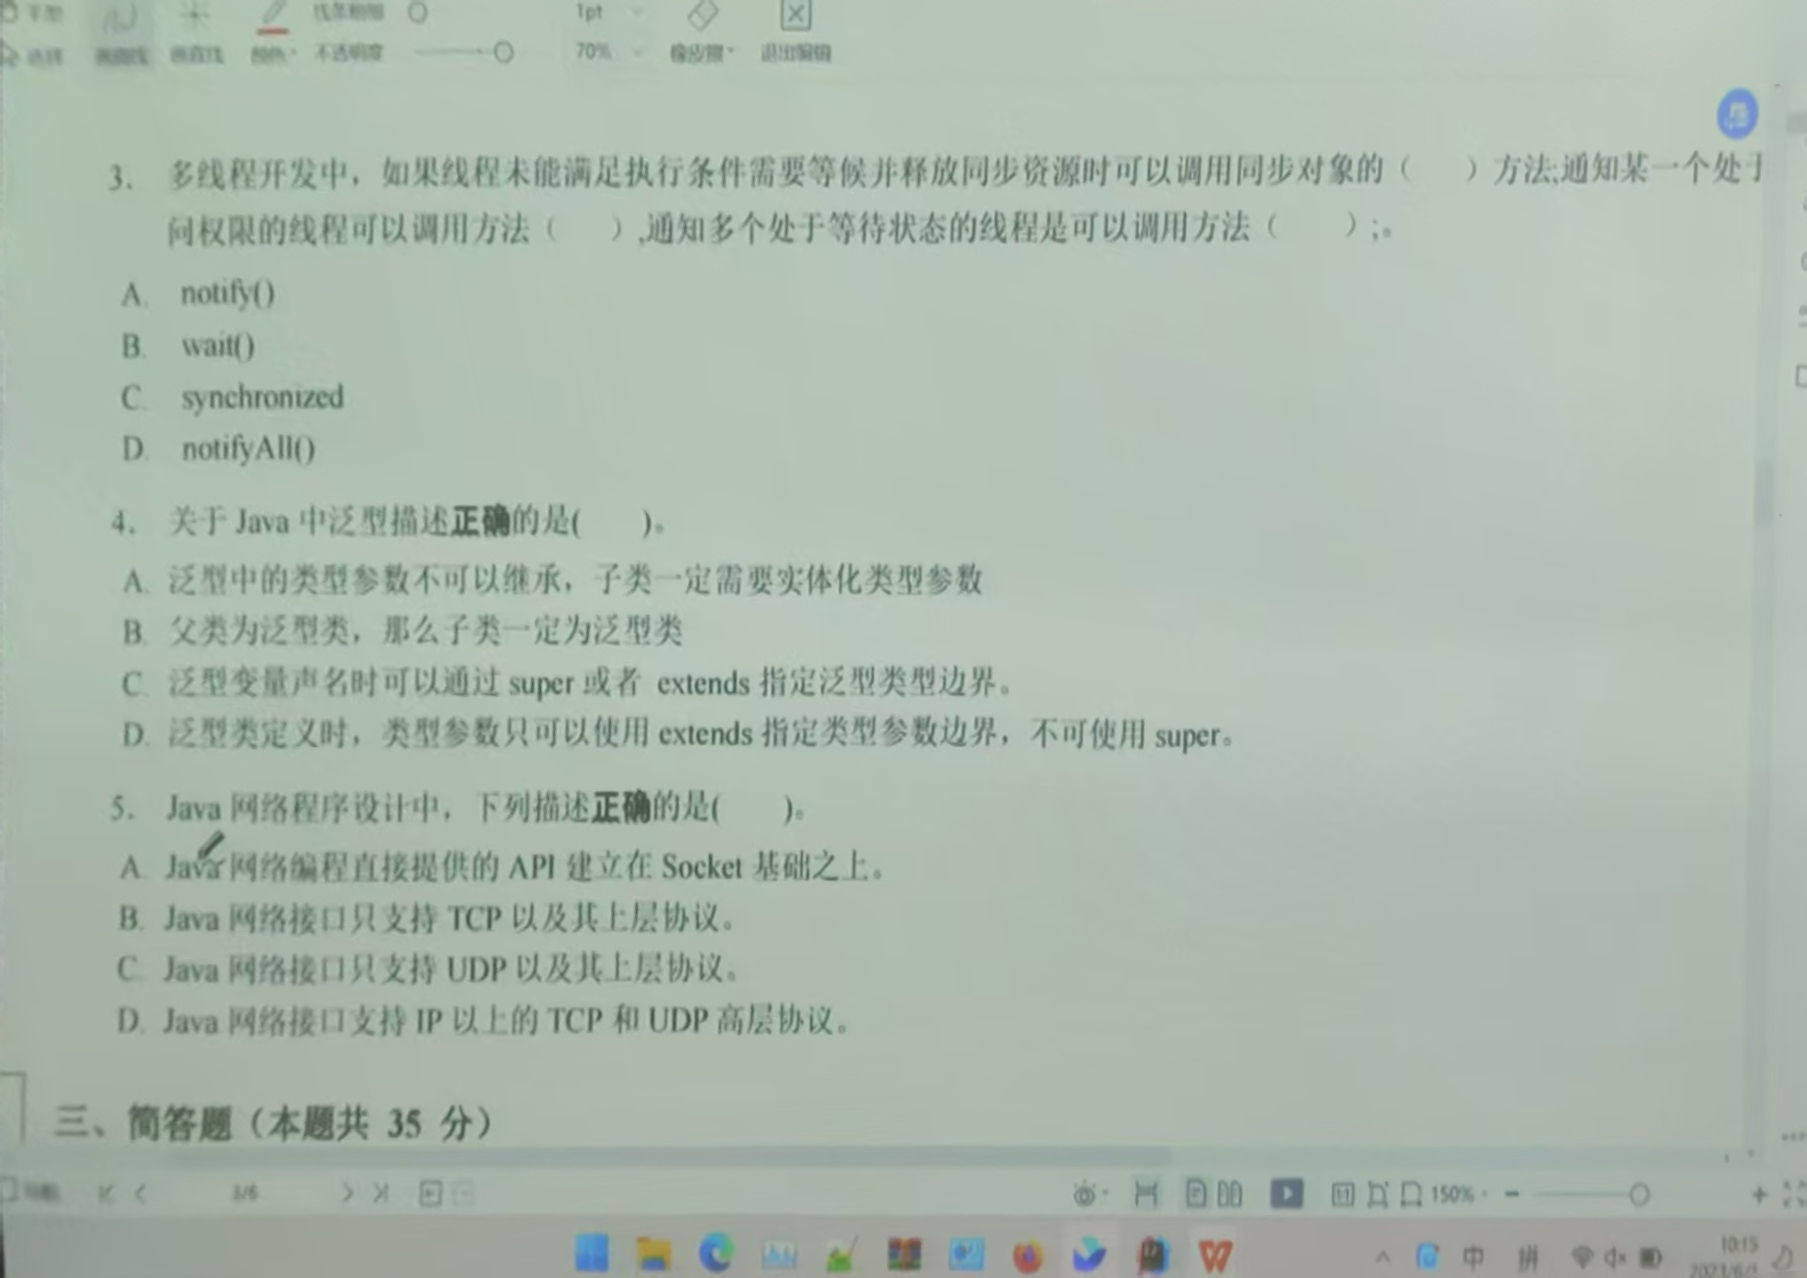 手型
线条粗细
1pt
选择
画曲线
画直线
颜色
不透明度
70%
橡皮擦
退出编辑
3. 多线程开发中，如果线程未能满足执行条件需要等候并释放同步资源时可以调用同步对象的（ ）方法;通知某一个处于
问权限的线程可以调用方法（ ）,通知多个处于等待状态的线程是可以调用方法（ ）;。
A. notify()
B. wait()
C. synchronized
D. notifyAll()
4. 关于 Java 中泛型描述正确的是( )。
A. 泛型中的类型参数不可以继承，子类一定需要实体化类型参数
B. 父类为泛型类，那么子类一定为泛型类
C. 泛型变量声名时可以通过 super 或者 extends 指定泛型类型边界。
D. 泛型类定义时，类型参数只可以使用 extends 指定类型参数边界，不可使用 super。
5. Java 网络程序设计中，下列描述正确的是( )。
A. Java 网络编程直接提供的 API 建立在 Socket 基础之上。
B. Java 网络接口只支持 TCP 以及其上层协议。
C. Java 网络接口只支持 UDP 以及其上层协议。
D. Java 网络接口支持 IP 以上的 TCP 和 UDP 高层协议。
三、简答题（本题共 35 分）
3/6
150%
中
拼
10:15